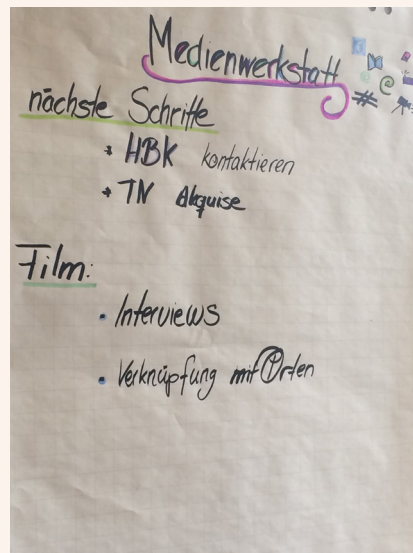 Medienwerkstatt
#
nächste Schritte
• HBK kontaktieren
• TN Akquise
Film:
• Interviews
• Verknüpfung mit Orten